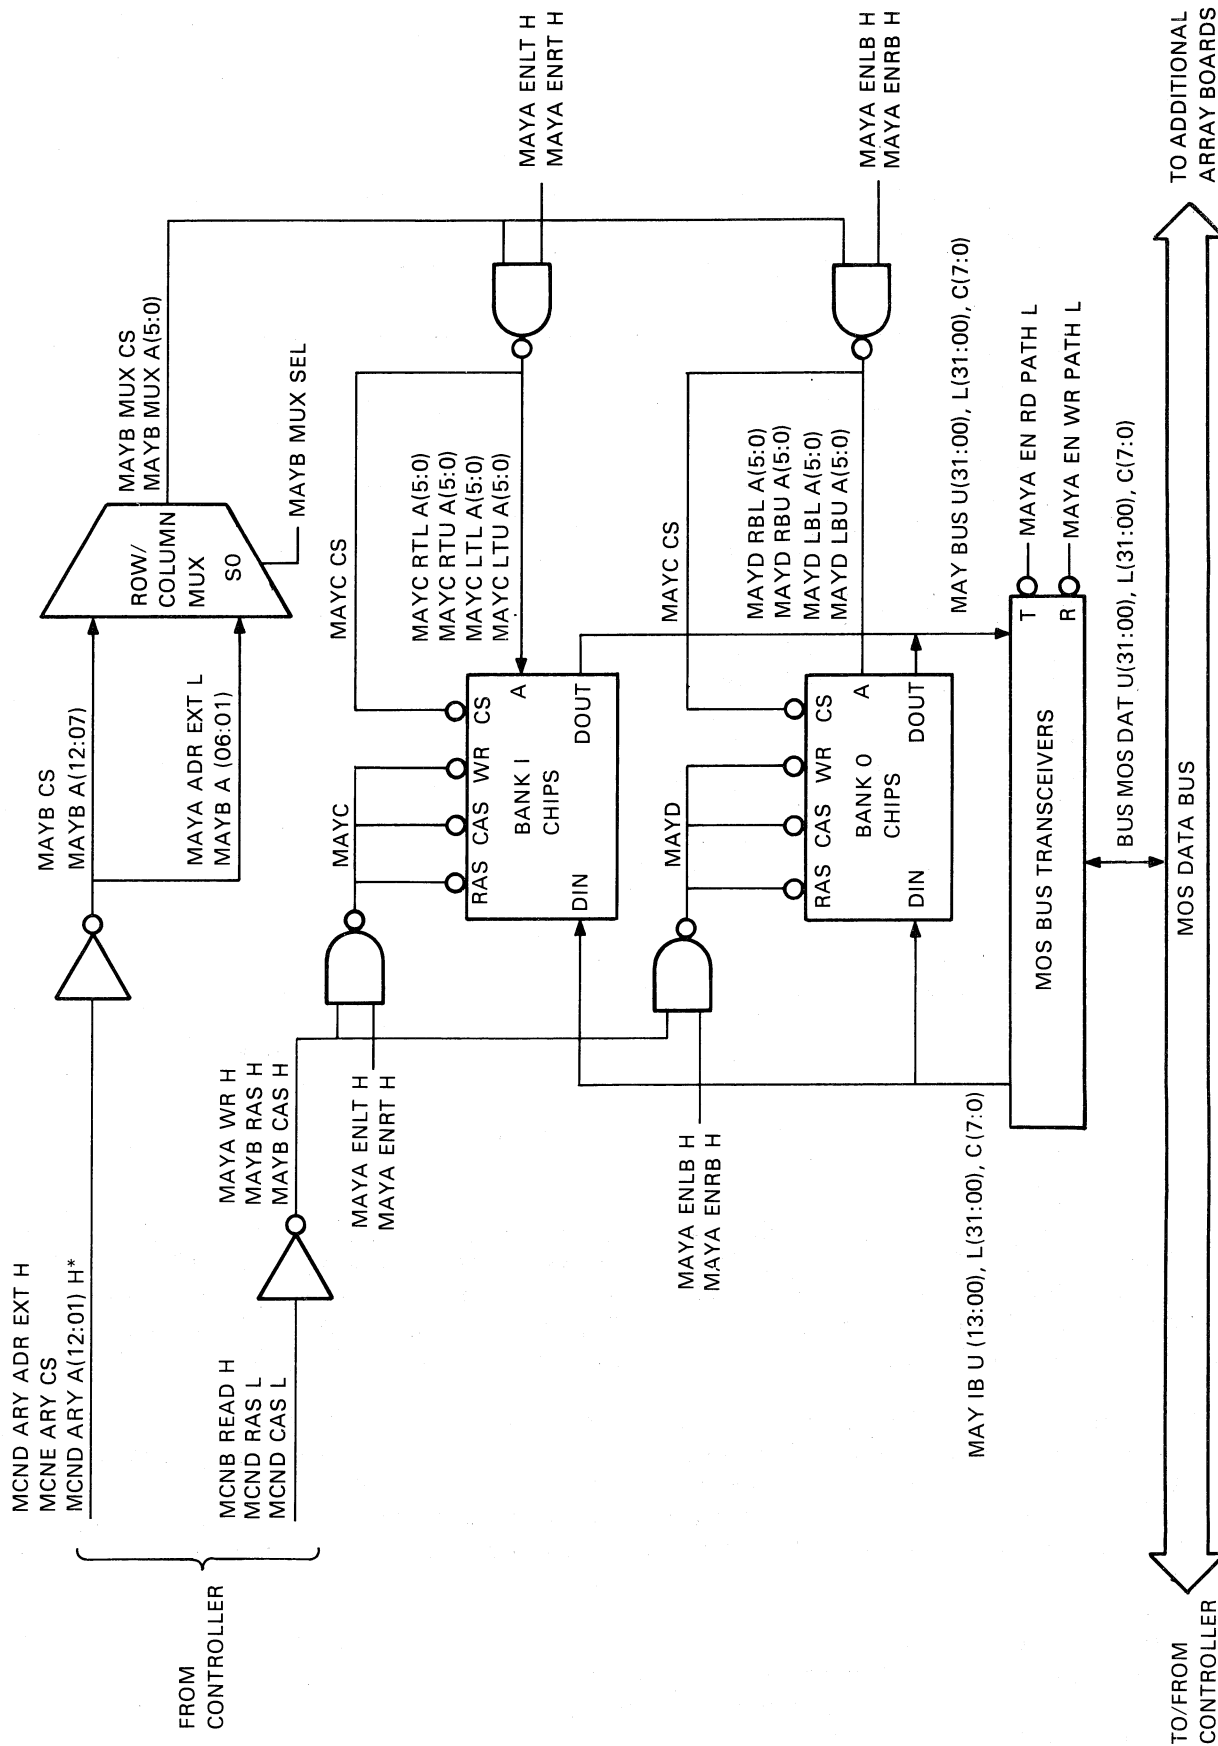 MCND ARY ADR EXT H
MCNE ARY CS
MCND ARY A(12:01) H*
MAYB CS
MAYB A(12:07)
MAYA ADR EXT L
MAYB A (06:01)
ROW/
COLUMN
MUX
S0
MAYB MUX CS
MAYB MUX A(5:0)
MAYB MUX SEL
FROM
CONTROLLER
MCNB READ H
MCND RAS L
MCND CAS L
MAYA WR H
MAYB RAS H
MAYB CAS H
MAYA ENLT H
MAYA ENRT H
MAYC
MAYC CS
MAYC RTL A(5:0)
MAYC RTU A(5:0)
MAYC LTL A(5:0)
MAYC LTU A(5:0)
MAYA ENLT H
MAYA ENRT H
RAS CAS WR CS
BANK I
CHIPS
A
DIN
DOUT
MAYA ENLB H
MAYA ENRB H
MAYD
MAYC CS
MAYD RBL A(5:0)
MAYD RBU A(5:0)
MAYD LBL A(5:0)
MAYD LBU A(5:0)
MAYA ENLB H
MAYA ENRB H
RAS CAS WR CS
BANK 0
CHIPS
A
DIN
DOUT
MAY IB U (13:00), L(31:00), C(7:0)
MAY BUS U(31:00), L(31:00), C(7:0)
MOS BUS TRANSCEIVERS
T
R
MAYA EN RD PATH L
MAYA EN WR PATH L
BUS MOS DAT U(31:00), L(31:00), C(7:0)
TO/FROM
CONTROLLER
MOS DATA BUS
TO ADDITIONAL
ARRAY BOARDS